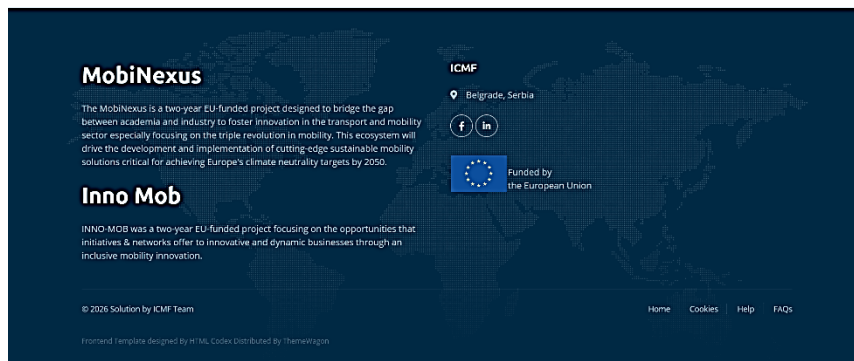 MobiNexus
The MobiNexus is a two-year EU-funded project designed to bridge the gap
between academia and industry to foster innovation in the transport and mobility
sector especially focusing on the triple revolution in mobility. This ecosystem will
drive the development and implementation of cutting-edge sustainable mobility
solutions critical for achieving Europe's climate neutrality targets by 2050.
Inno Mob
INNO-MOB was a two-year EU-funded project focusing on the opportunities that
initiatives & networks offer to innovative and dynamic businesses through an
inclusive mobility innovation.
ICMF
Belgrade, Serbia
Funded by
the European Union
© 2026 Solution by ICMF Team
Home Cookies Help FAQs
Frontend Template designed By HTML Codex Distributed By ThemeWagon